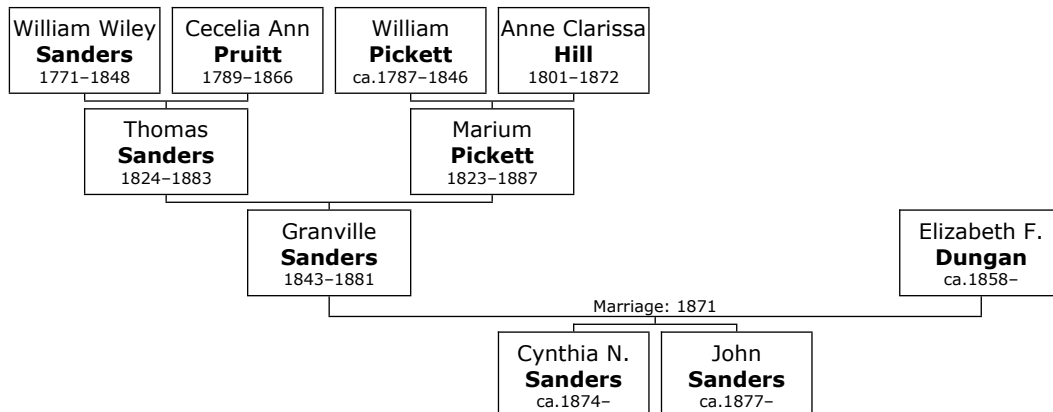 William Wiley
Sanders
1771–1848
Cecelia Ann
Pruitt
1789–1866
William
Pickett
ca.1787–1846
Anne Clarissa
Hill
1801–1872
Thomas
Sanders
1824–1883
Marium
Pickett
1823–1887
Granville
Sanders
1843–1881
Elizabeth F.
Dungan
ca.1858–
Marriage: 1871
Cynthia N.
Sanders
ca.1874–
John
Sanders
ca.1877–